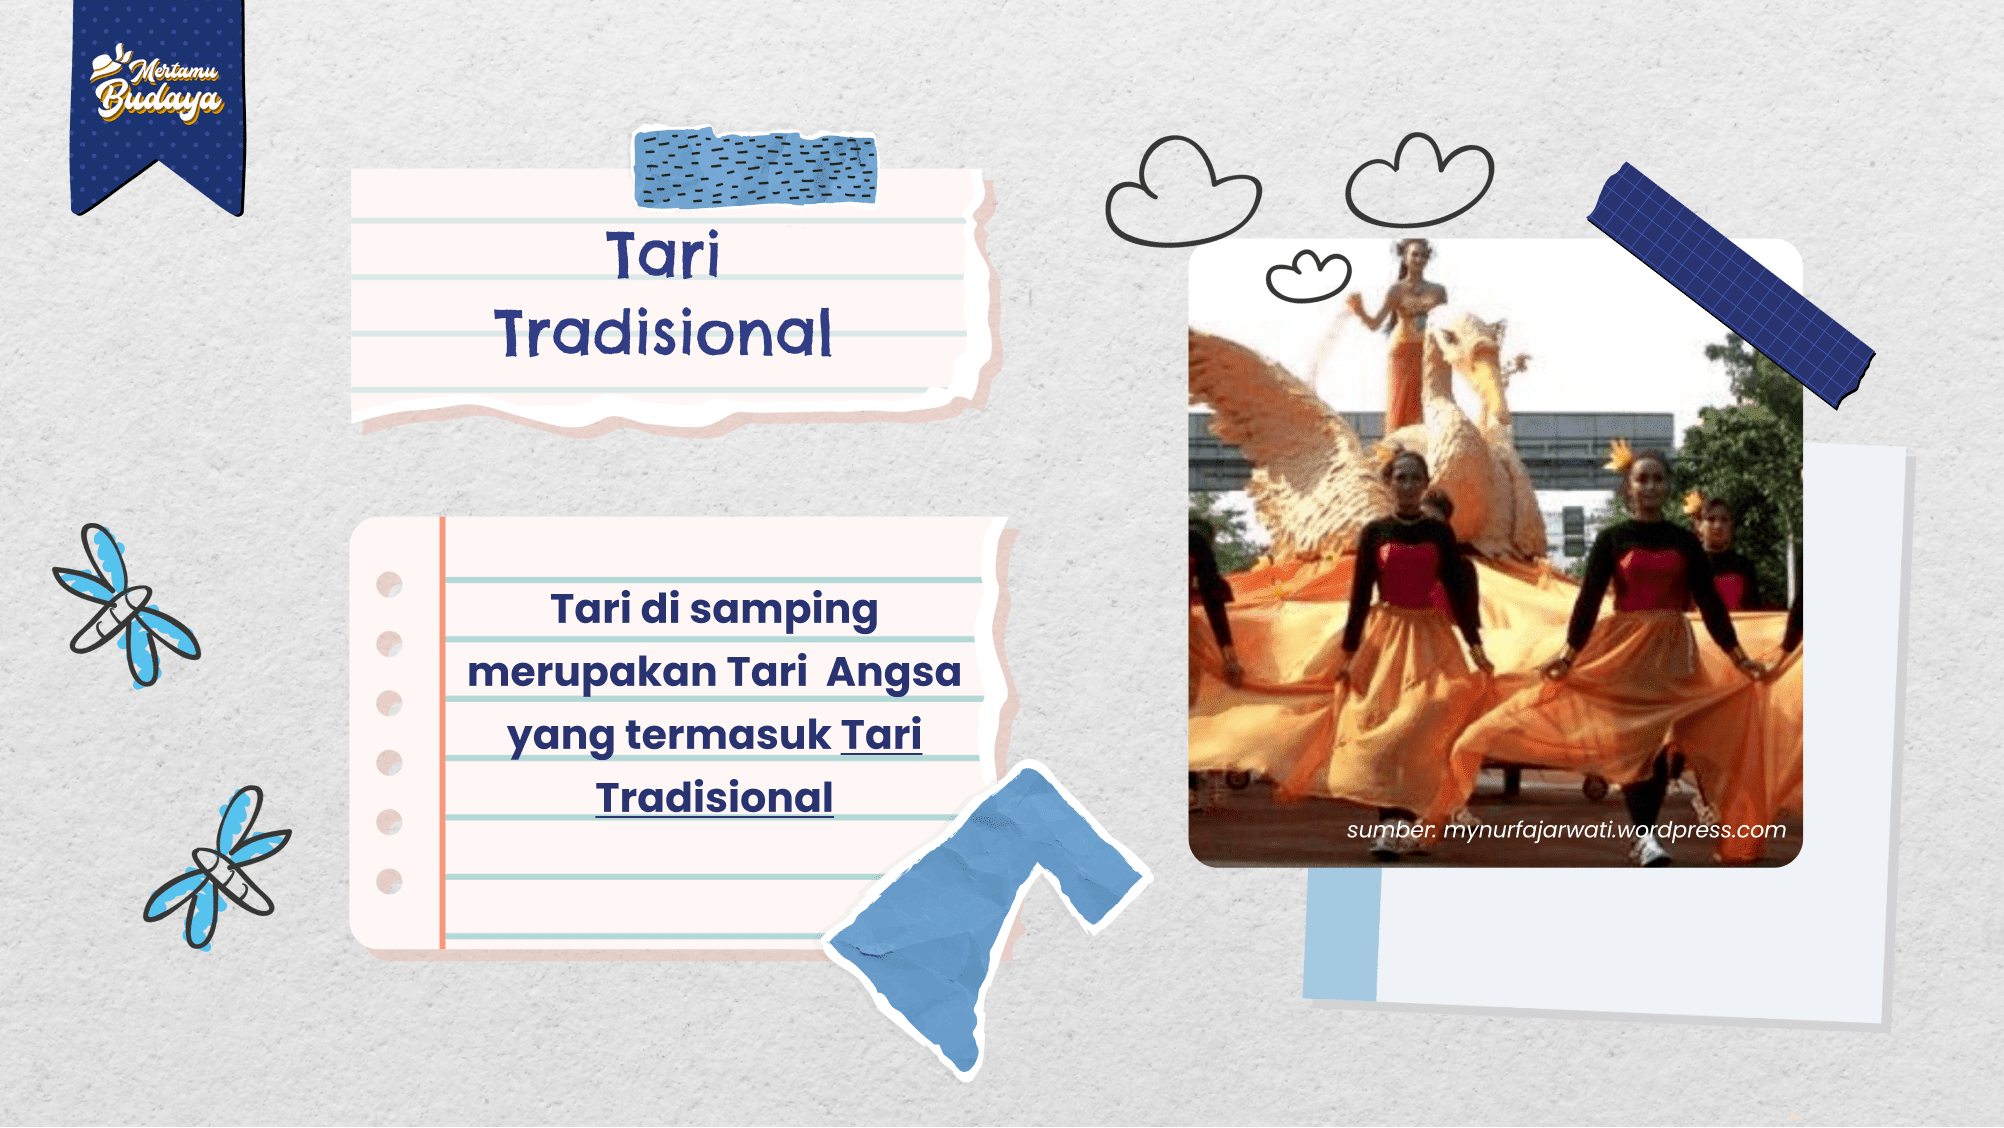 Mertamu
Budaya
Tari
Tradisional
Tari di samping
merupakan Tari  Angsa
yang termasuk Tari
Tradisional
sumber: mynurfajarwati.wordpress.com